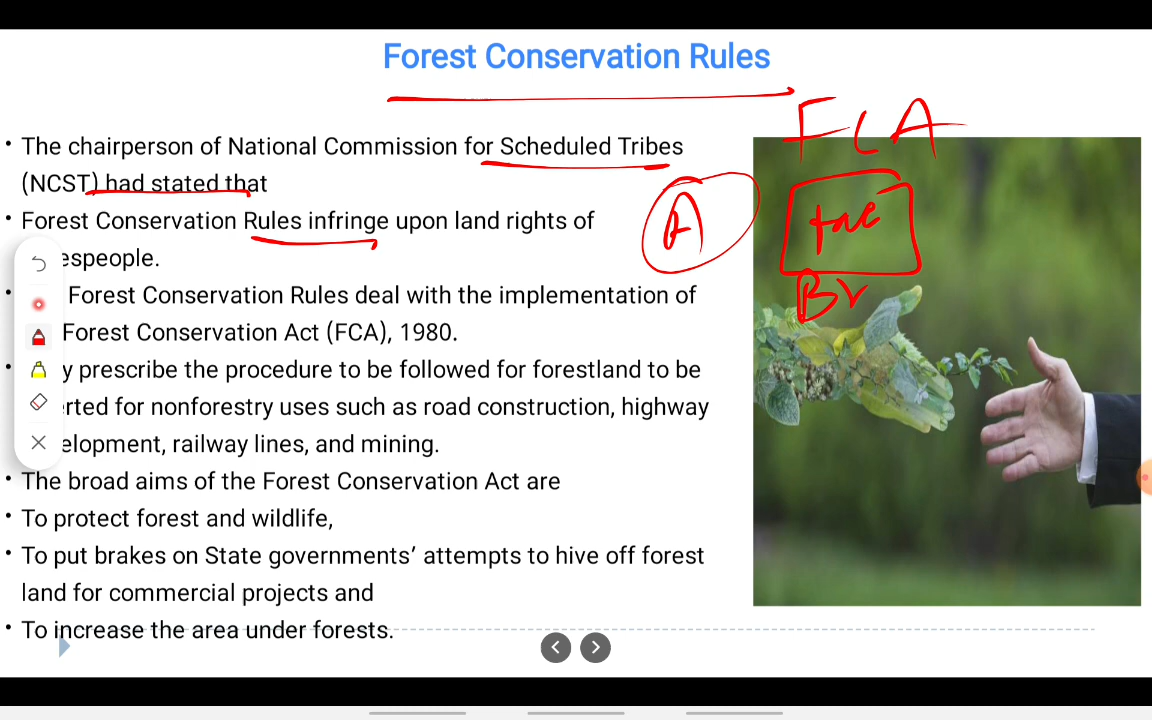 Forest Conservation Rules
FCA
• The chairperson of National Commission for Scheduled Tribes
(NCST) had stated that
• Forest Conservation Rules infringe upon land rights of
espeople.
A
• Forest Conservation Rules deal with the implementation of
Forest Conservation Act (FCA), 1980.
• y prescribe the procedure to be followed for forestland to be
erted for nonforestry uses such as road construction, highway
elopment, railway lines, and mining.
• The broad aims of the Forest Conservation Act are
• To protect forest and wildlife,
• To put brakes on State governments’ attempts to hive off forest
land for commercial projects and
• To increase the area under forests.